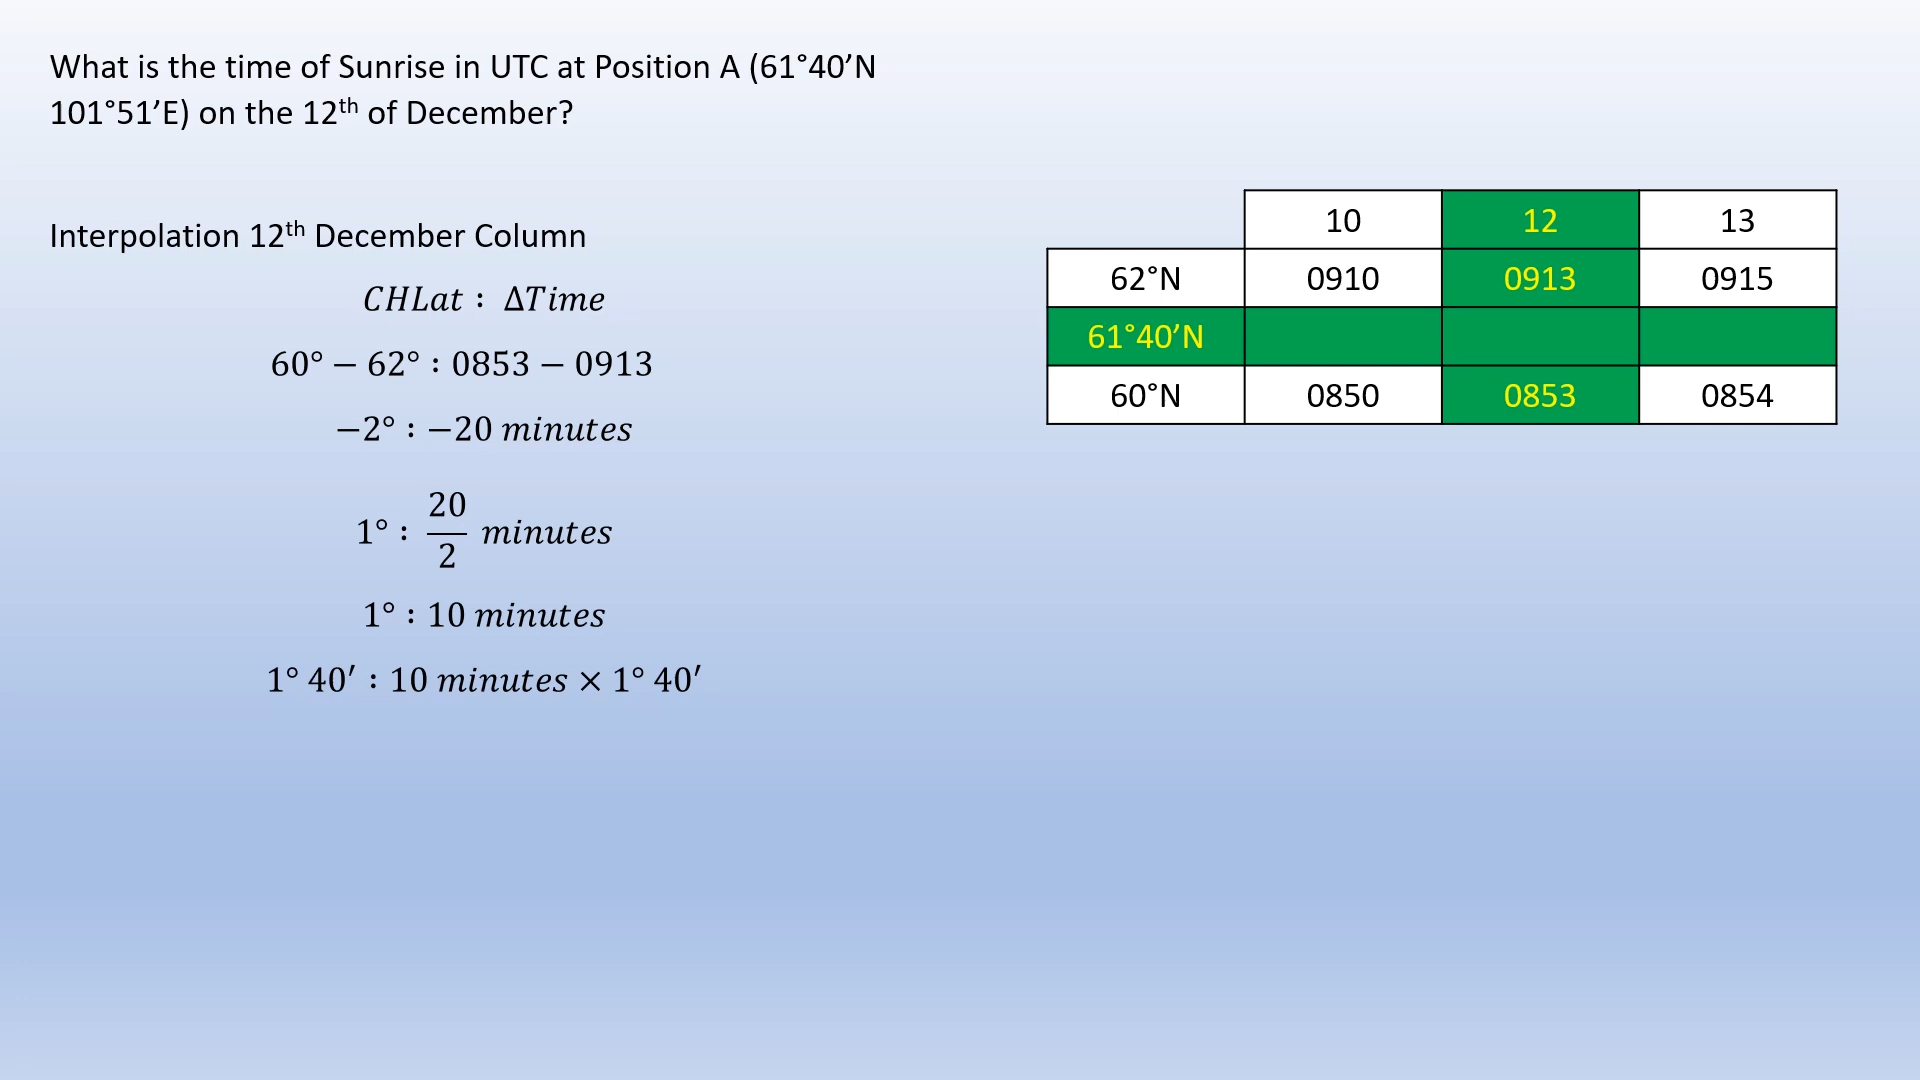 What is the time of Sunrise in UTC at Position A (61°40’N
101°51’E) on the 12th of December?
Interpolation 12th December Column
CHLat : ΔTime
60° − 62° : 0853 − 0913
−2° : −20 minutes
1° : 20/2 minutes
1° : 10 minutes
1° 40′ : 10 minutes × 1° 40′
10 12 13
62°N 0910 0913 0915
61°40’N
60°N 0850 0853 0854